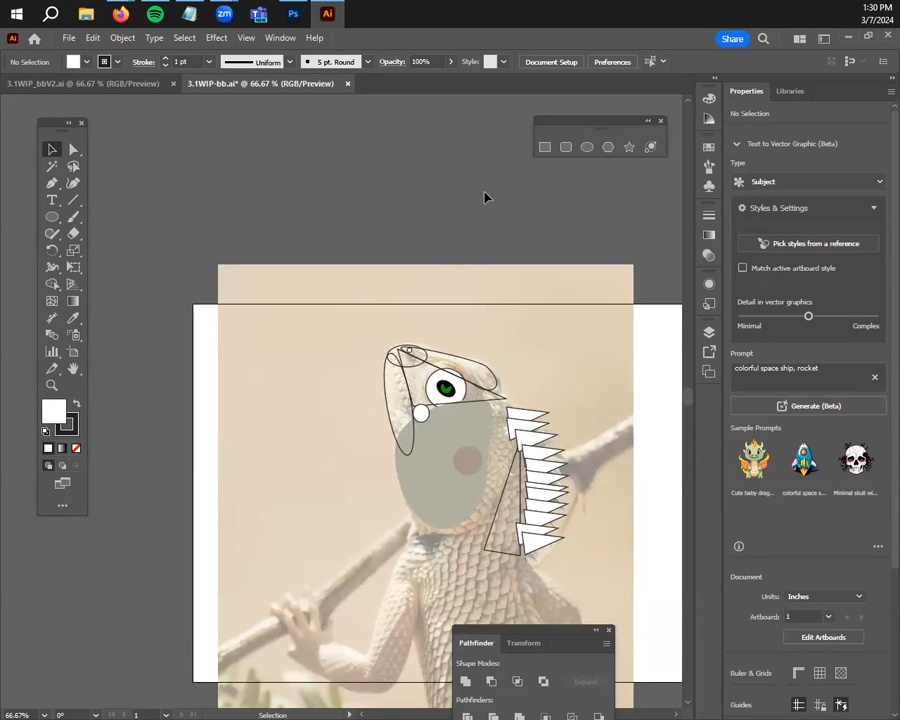 1:30 PM
3/7/2024
File Edit Object Type Select Effect View Window Help
Share
No Selection
Stroke: 1 pt
Uniform
5 pt. Round
Opacity: 100%
Style:
Document Setup
Preferences
3.1WIP_bbV2.ai @ 66.67 % (RGB/Preview)
3.1WIP-bb.ai* @ 66.67 % (RGB/Preview)
Properties
Libraries
No Selection
Text to Vector Graphic (Beta)
Type
Subject
Styles & Settings
Pick styles from a reference
Match active artboard style
Detail in vector graphics
Minimal
Complex
Prompt
colorful space ship, rocket
Generate (Beta)
Sample Prompts
Cute baby drag...
colorful space s...
Minimal skull wi...
Document
Units:
Inches
Artboard:
1
Edit Artboards
Ruler & Grids
Guides
Pathfinder
Transform
Shape Modes:
Expand
Pathfinders:
66.67%
0°
1
Selection